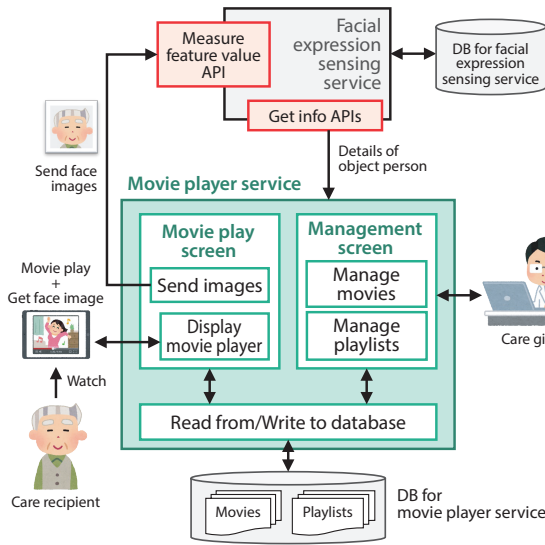 Measure
feature value
API
Facial
expression
sensing
service
DB for facial
expression
sensing service
Get info APIs
Send face
images
Details of
object person
Movie player service
Movie play
screen
Management
screen
Send images
Manage
movies
Movie play
+
Get face image
Display
movie player
Manage
playlists
Care gi
Watch
Read from/Write to database
Care recipient
Movies
Playlists
DB for
movie player service